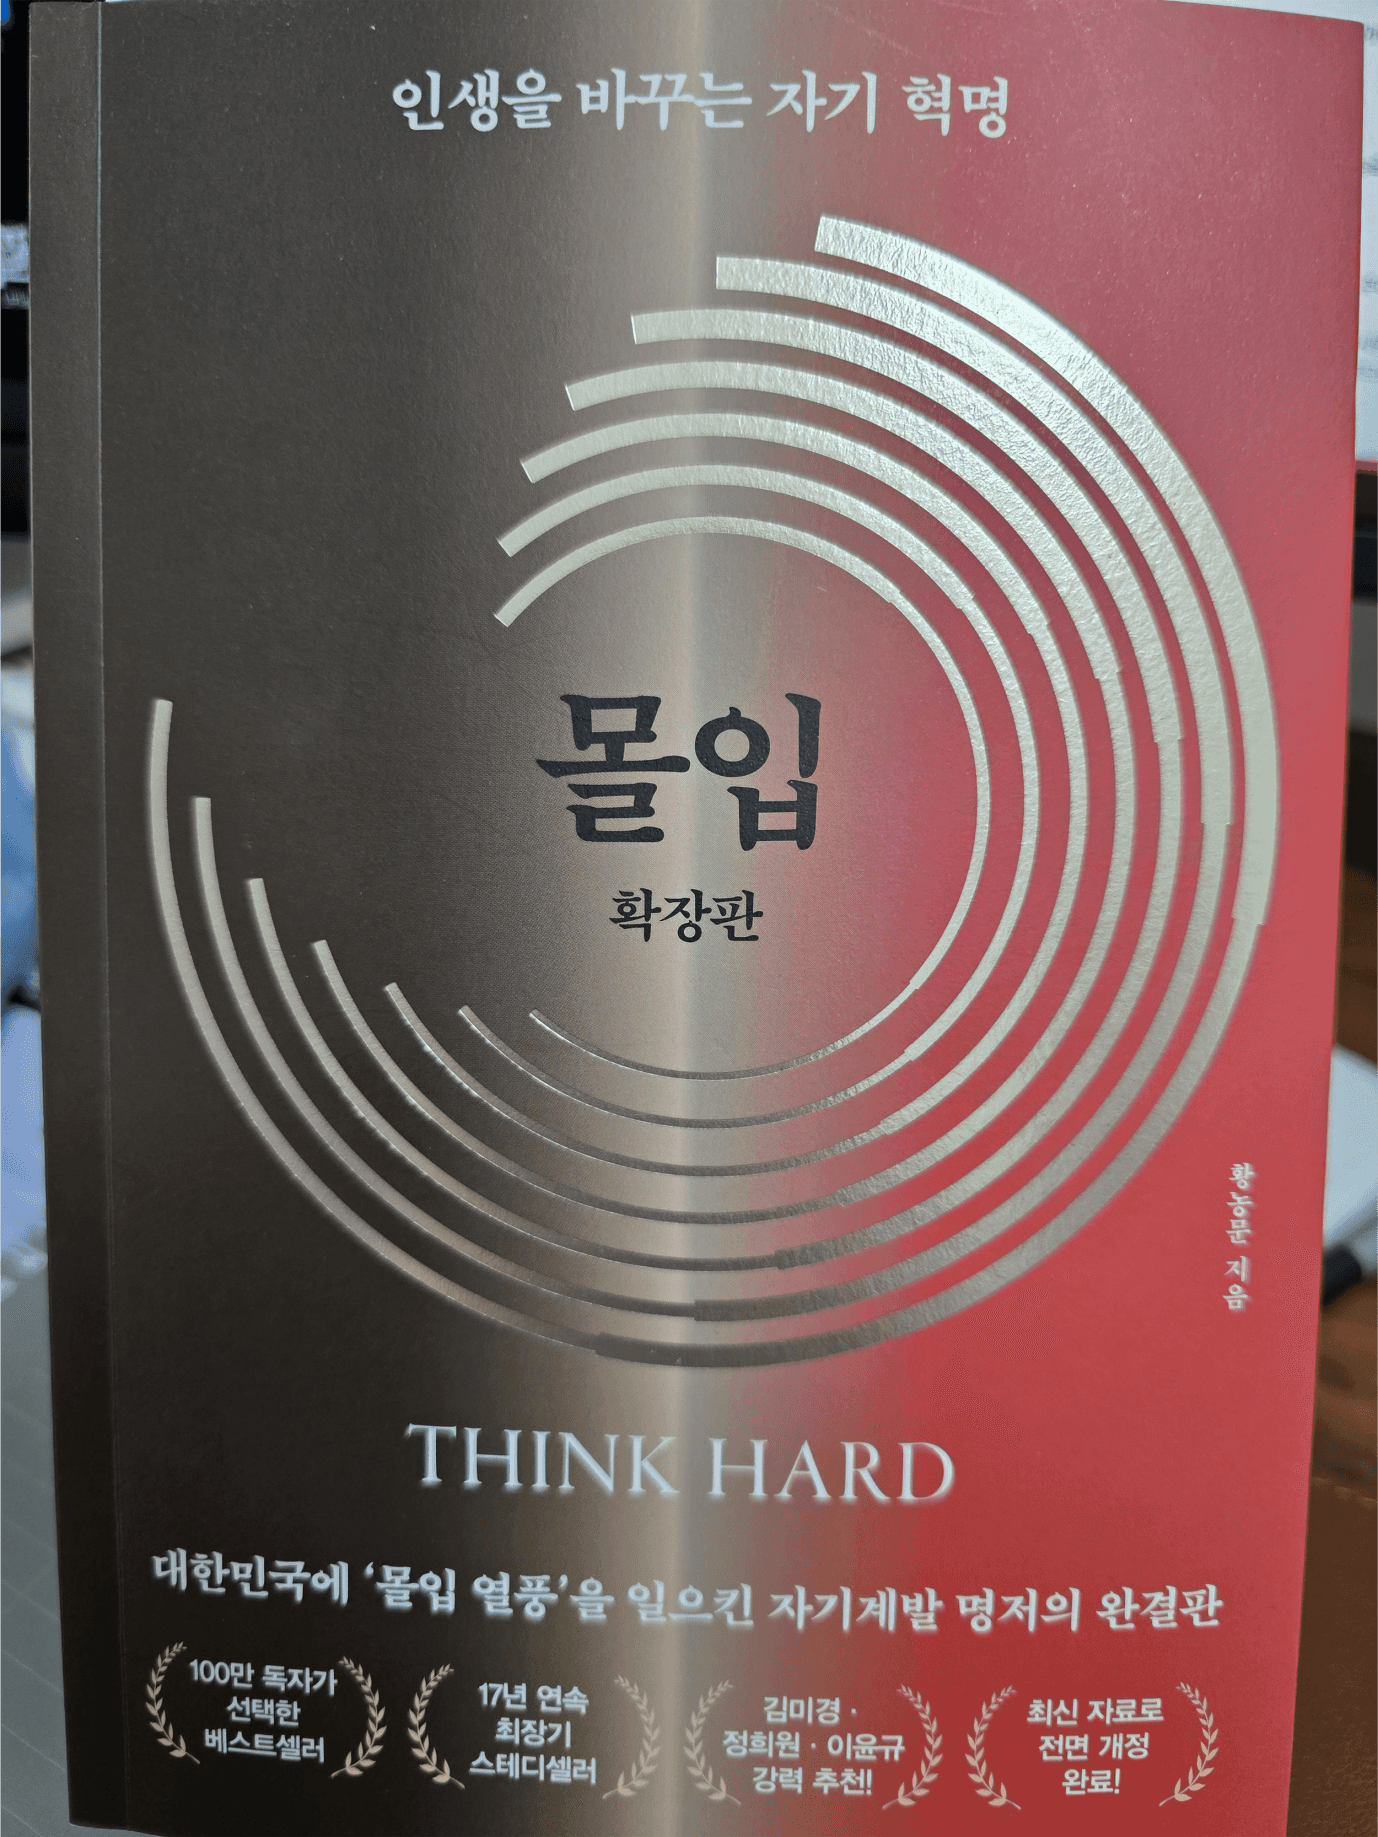 인생을 바꾸는 자기 혁명
몰입
확장판
황농문 지음
THINK HARD
대한민국에 ‘몰입 열풍’을 일으킨 자기계발 명저의 완결판
100만 독자가
선택한
베스트셀러
17년 연속
최장기
스테디셀러
김미경 ·
정희원 · 이윤규
강력 추천!
최신 자료로
전면 개정
완료!